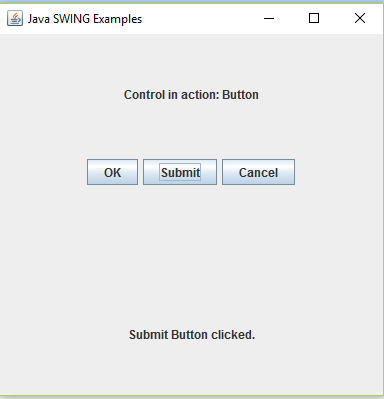 Java SWING Examples
Control in action: Button
OK Submit Cancel
Submit Button clicked.